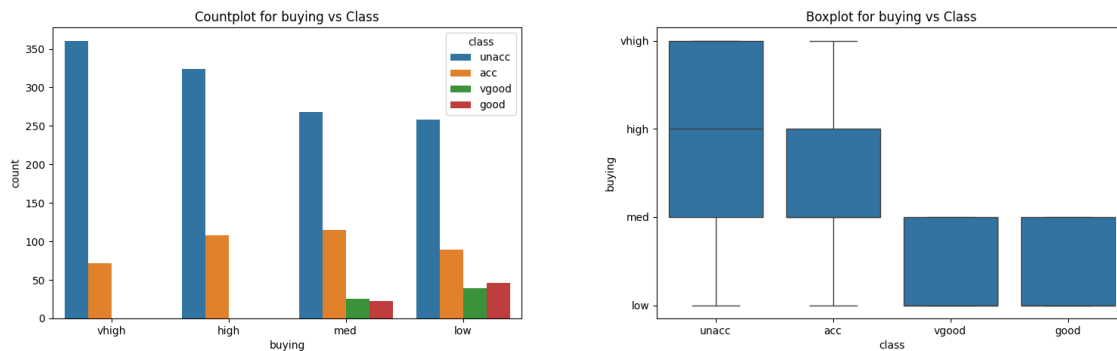 Countplot for buying vs Class
350
300
250
200
150
100
50
0
count
class
unacc
acc
vgood
good
vhigh
high
med
low
buying
Boxplot for buying vs Class
vhigh
high
med
low
buying
unacc
acc
vgood
good
class